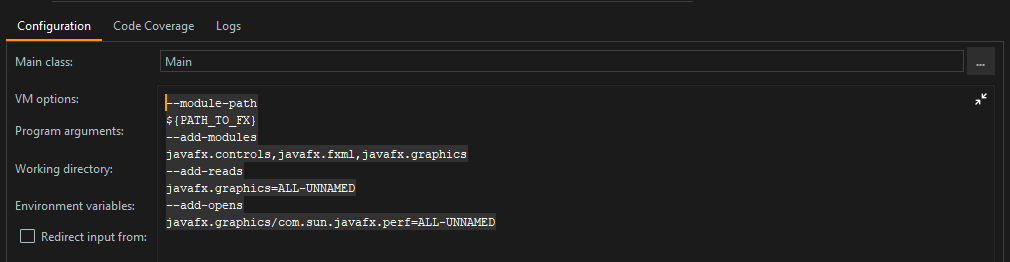 Configuration Code Coverage Logs
Main class: Main ...
VM options:
--module-path
${PATH_TO_FX}
--add-modules
javafx.controls,javafx.fxml,javafx.graphics
--add-reads
javafx.graphics=ALL-UNNAMED
--add-opens
javafx.graphics/com.sun.javafx.perf=ALL-UNNAMED
Program arguments:
Working directory:
Environment variables:
Redirect input from: